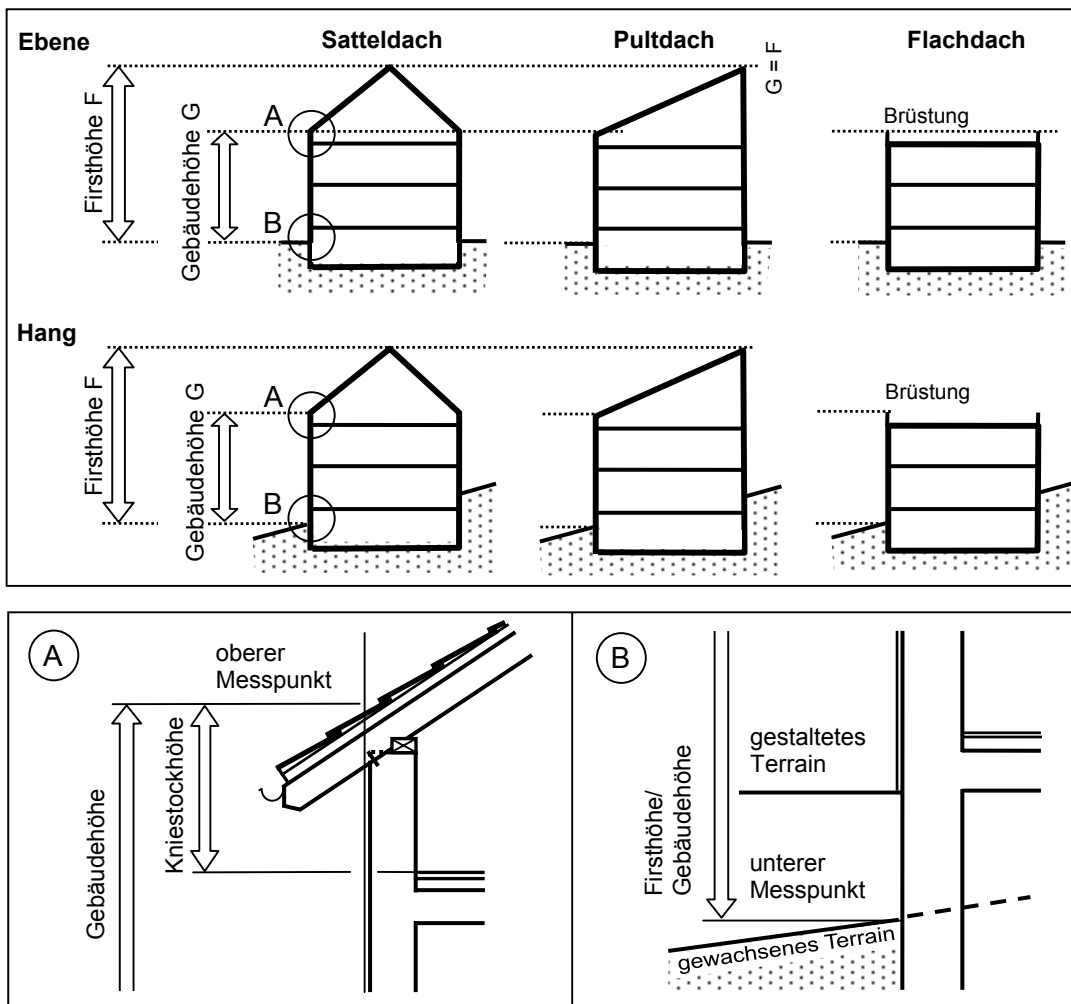 Ebene
Satteldach
Pultdach
Flachdach
Firsthöhe F
Gebäudehöhe G
A
B
G = F
Brüstung
Hang
Firsthöhe F
Gebäudehöhe G
A
B
Brüstung
A
oberer
Messpunkt
Gebäudehöhe
Kniestockhöhe
B
gestaltetes
Terrain
Firsthöhe/
Gebäudehöhe
unterer
Messpunkt
gewachsenes Terrain